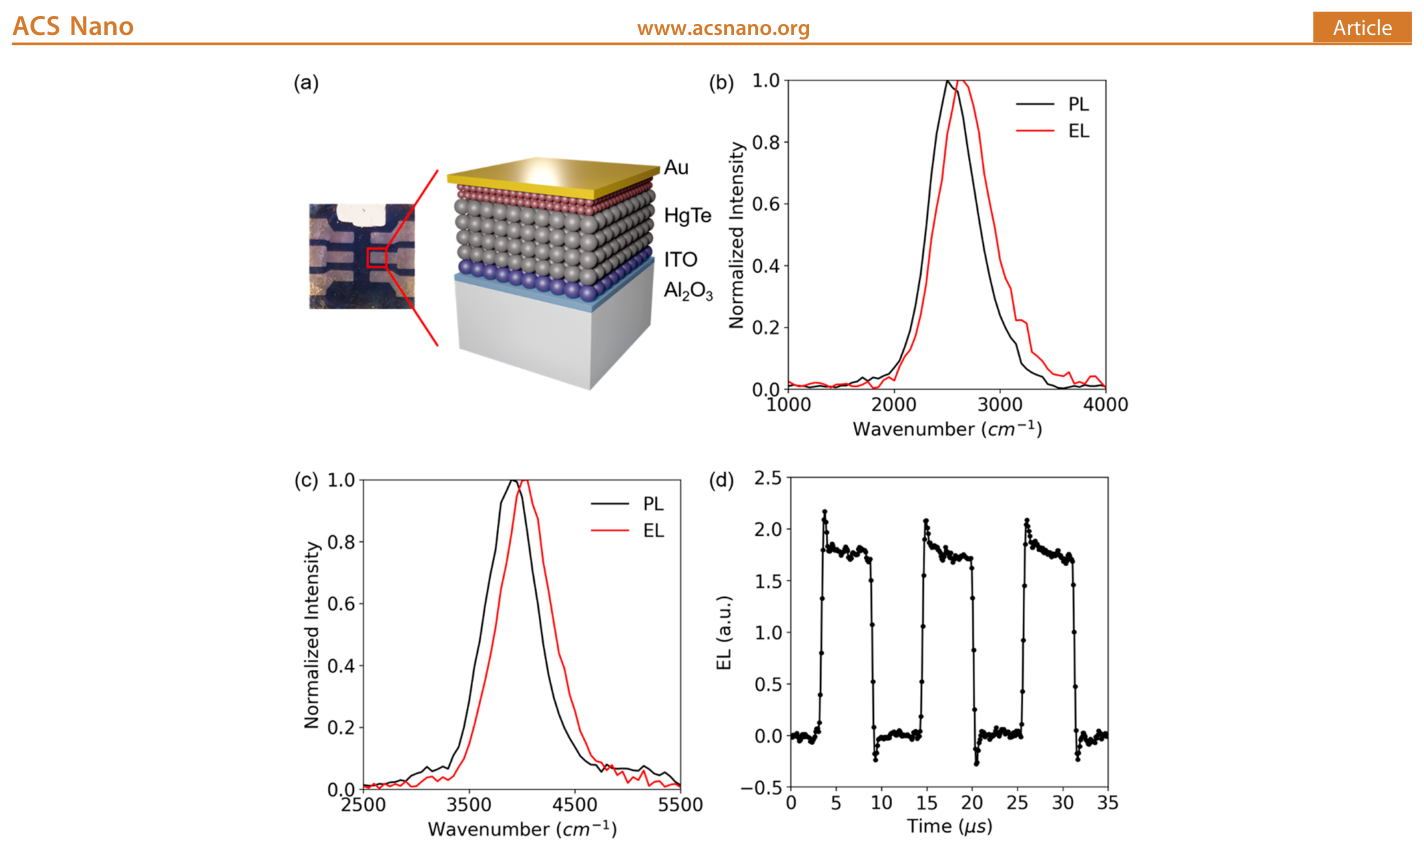 ACS Nano
www.acsnano.org
Article
(a)
Au
HgTe
ITO
Al₂O₃
(b)
1.0
0.8
0.6
0.4
0.2
0.0
1000
2000
3000
4000
Normalized Intensity
Wavenumber (cm⁻¹)
PL
EL
(c)
1.0
0.8
0.6
0.4
0.2
0.0
2500
3500
4500
5500
Normalized Intensity
Wavenumber (cm⁻¹)
PL
EL
(d)
2.5
2.0
1.5
1.0
0.5
0.0
−0.5
0
5
10
15
20
25
30
35
EL (a.u.)
Time (μs)